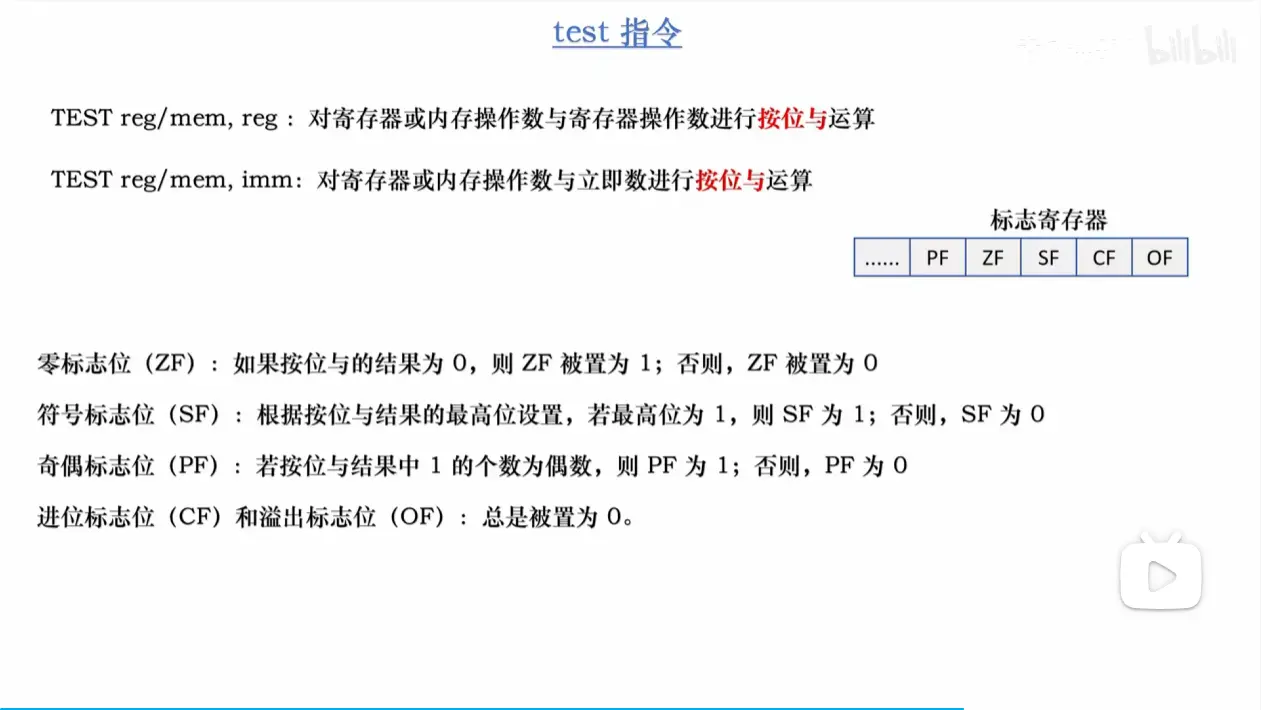 test 指令
bilibili
TEST reg/mem, reg : 对寄存器或内存操作数与寄存器操作数进行按位与运算
TEST reg/mem, imm: 对寄存器或内存操作数与立即数进行按位与运算
标志寄存器
...... PF ZF SF CF OF
零标志位（ZF）: 如果按位与的结果为 0，则 ZF 被置为 1；否则，ZF 被置为 0
符号标志位（SF）: 根据按位与结果的最高位设置，若最高位为 1，则 SF 为 1；否则，SF 为 0
奇偶标志位（PF）: 若按位与结果中 1 的个数为偶数，则 PF 为 1；否则，PF 为 0
进位标志位（CF）和溢出标志位（OF）: 总是被置为 0。